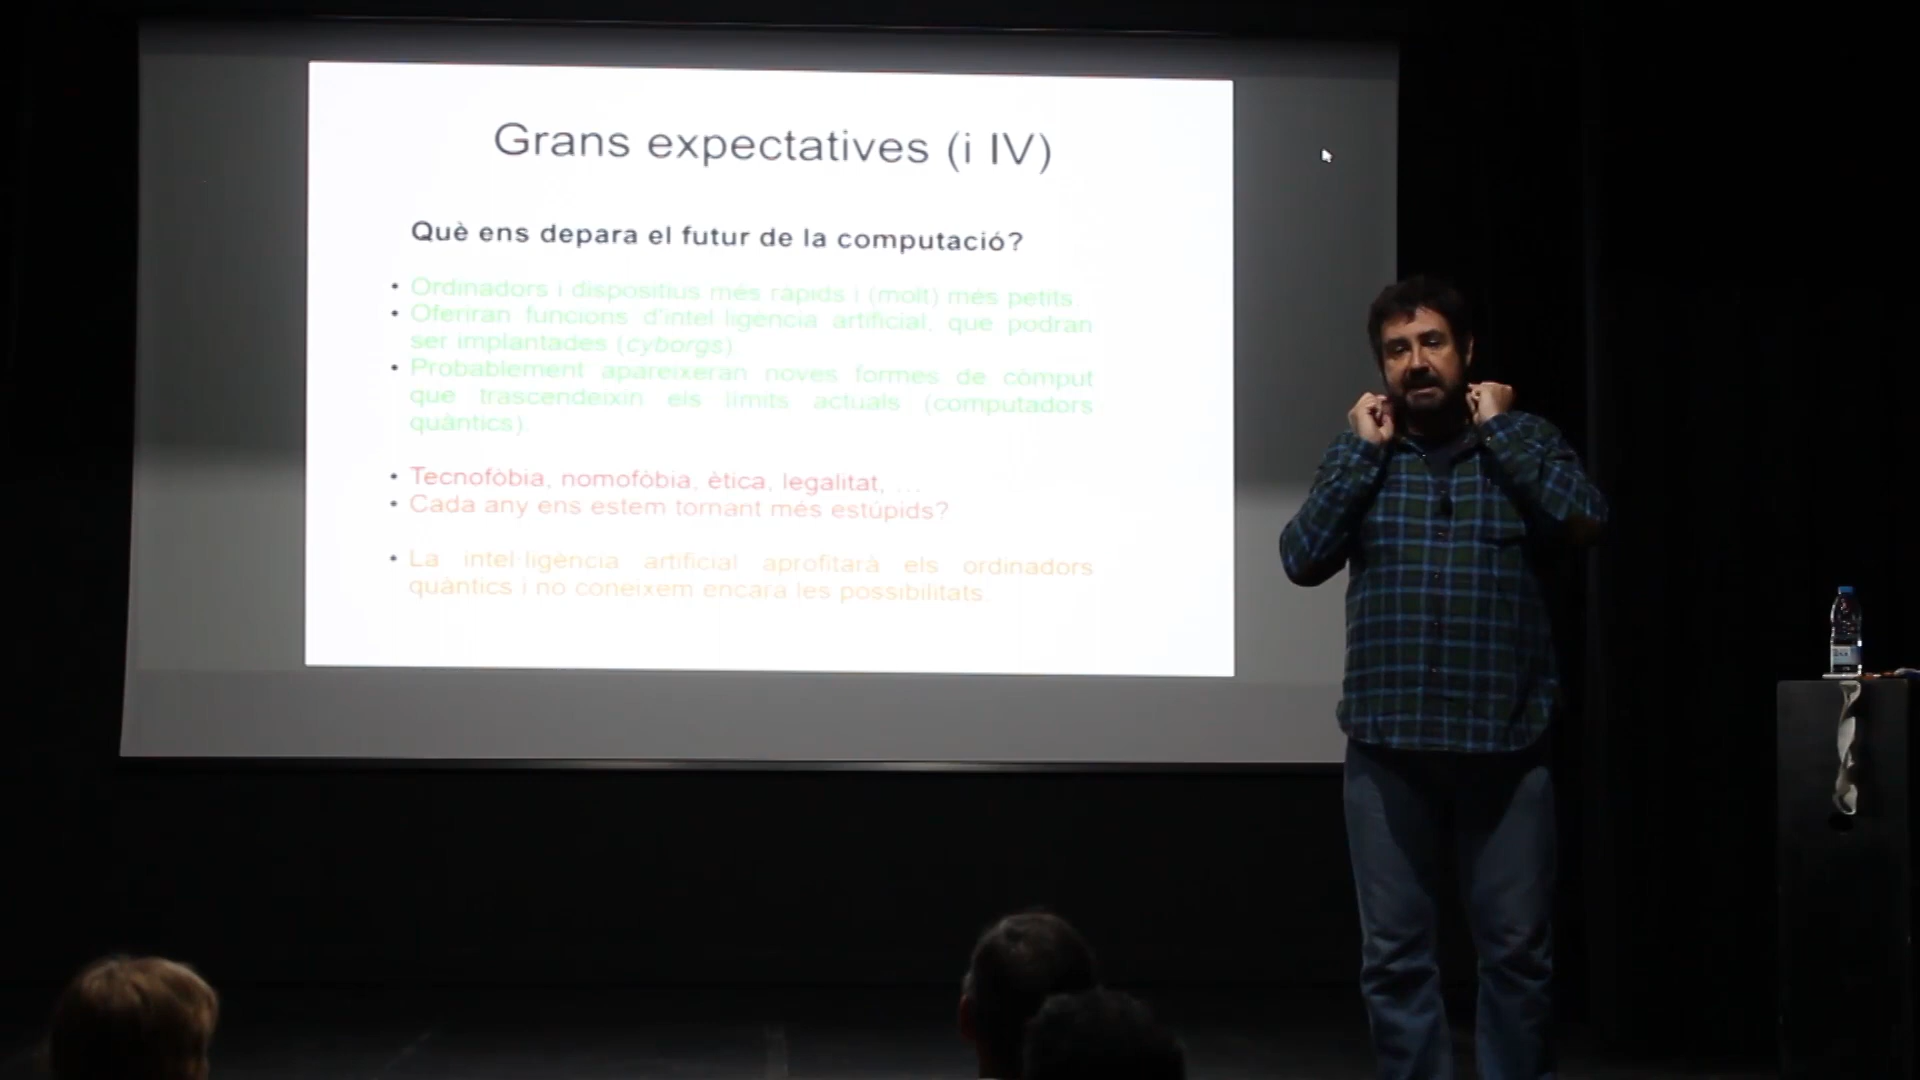 Grans expectatives (i IV)
Què ens depara el futur de la computació?
• Ordinadors i dispositius més ràpids i (molt) més petits
• Oferiran funcions d'intel·ligència artificial, que podran
ser implantades (cyborgs)
• Probablement apareixeran noves formes de còmput
que trascendeixin els límits actuals (computadors
quàntics).
• Tecnofòbia, nomofòbia, ètica, legalitat, ...
• Cada any ens estem tornant més estúpids?
• La intel·ligència artificial aprofitarà els ordinadors
quàntics i no coneixem encara les possibilitats